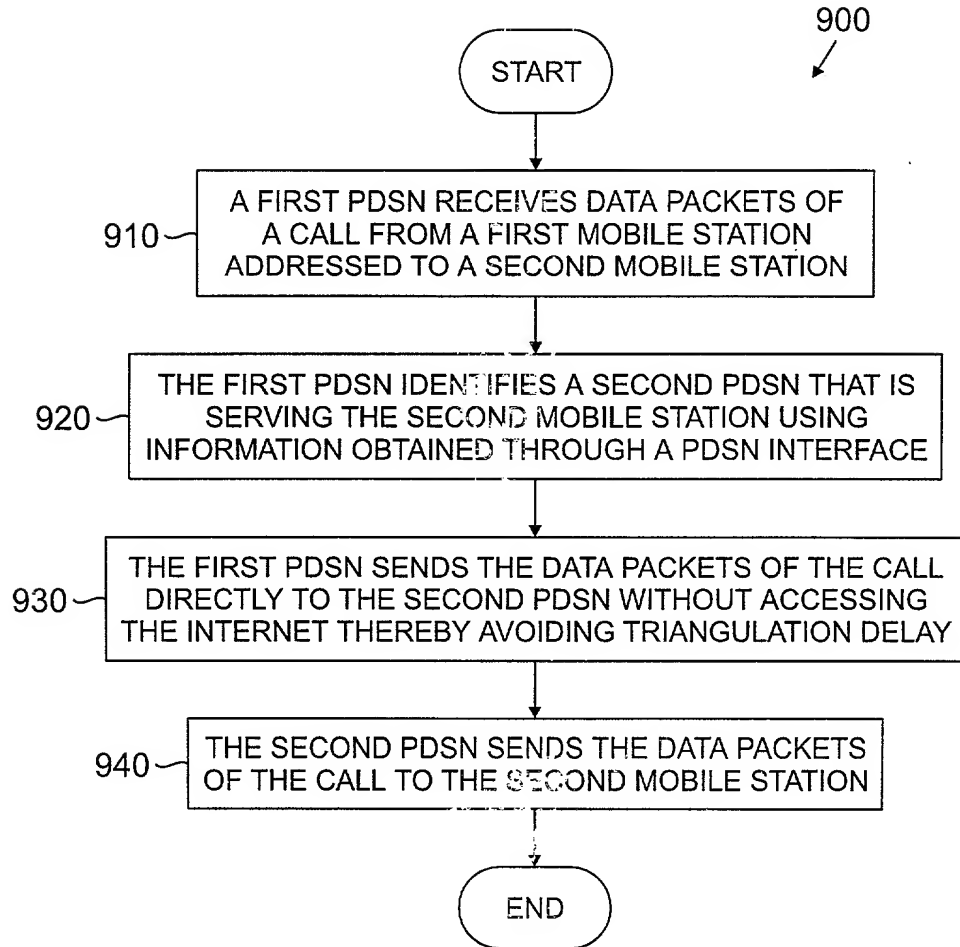 900
START
910
A FIRST PDSN RECEIVES DATA PACKETS OF
A CALL FROM A FIRST MOBILE STATION
ADDRESSED TO A SECOND MOBILE STATION
920
THE FIRST PDSN IDENTIFIES A SECOND PDSN THAT IS
SERVING THE SECOND MOBILE STATION USING
INFORMATION OBTAINED THROUGH A PDSN INTERFACE
930
THE FIRST PDSN SENDS THE DATA PACKETS OF THE CALL
DIRECTLY TO THE SECOND PDSN WITHOUT ACCESSING
THE INTERNET THEREBY AVOIDING TRIANGULATION DELAY
940
THE SECOND PDSN SENDS THE DATA PACKETS
OF THE CALL TO THE SECOND MOBILE STATION
END